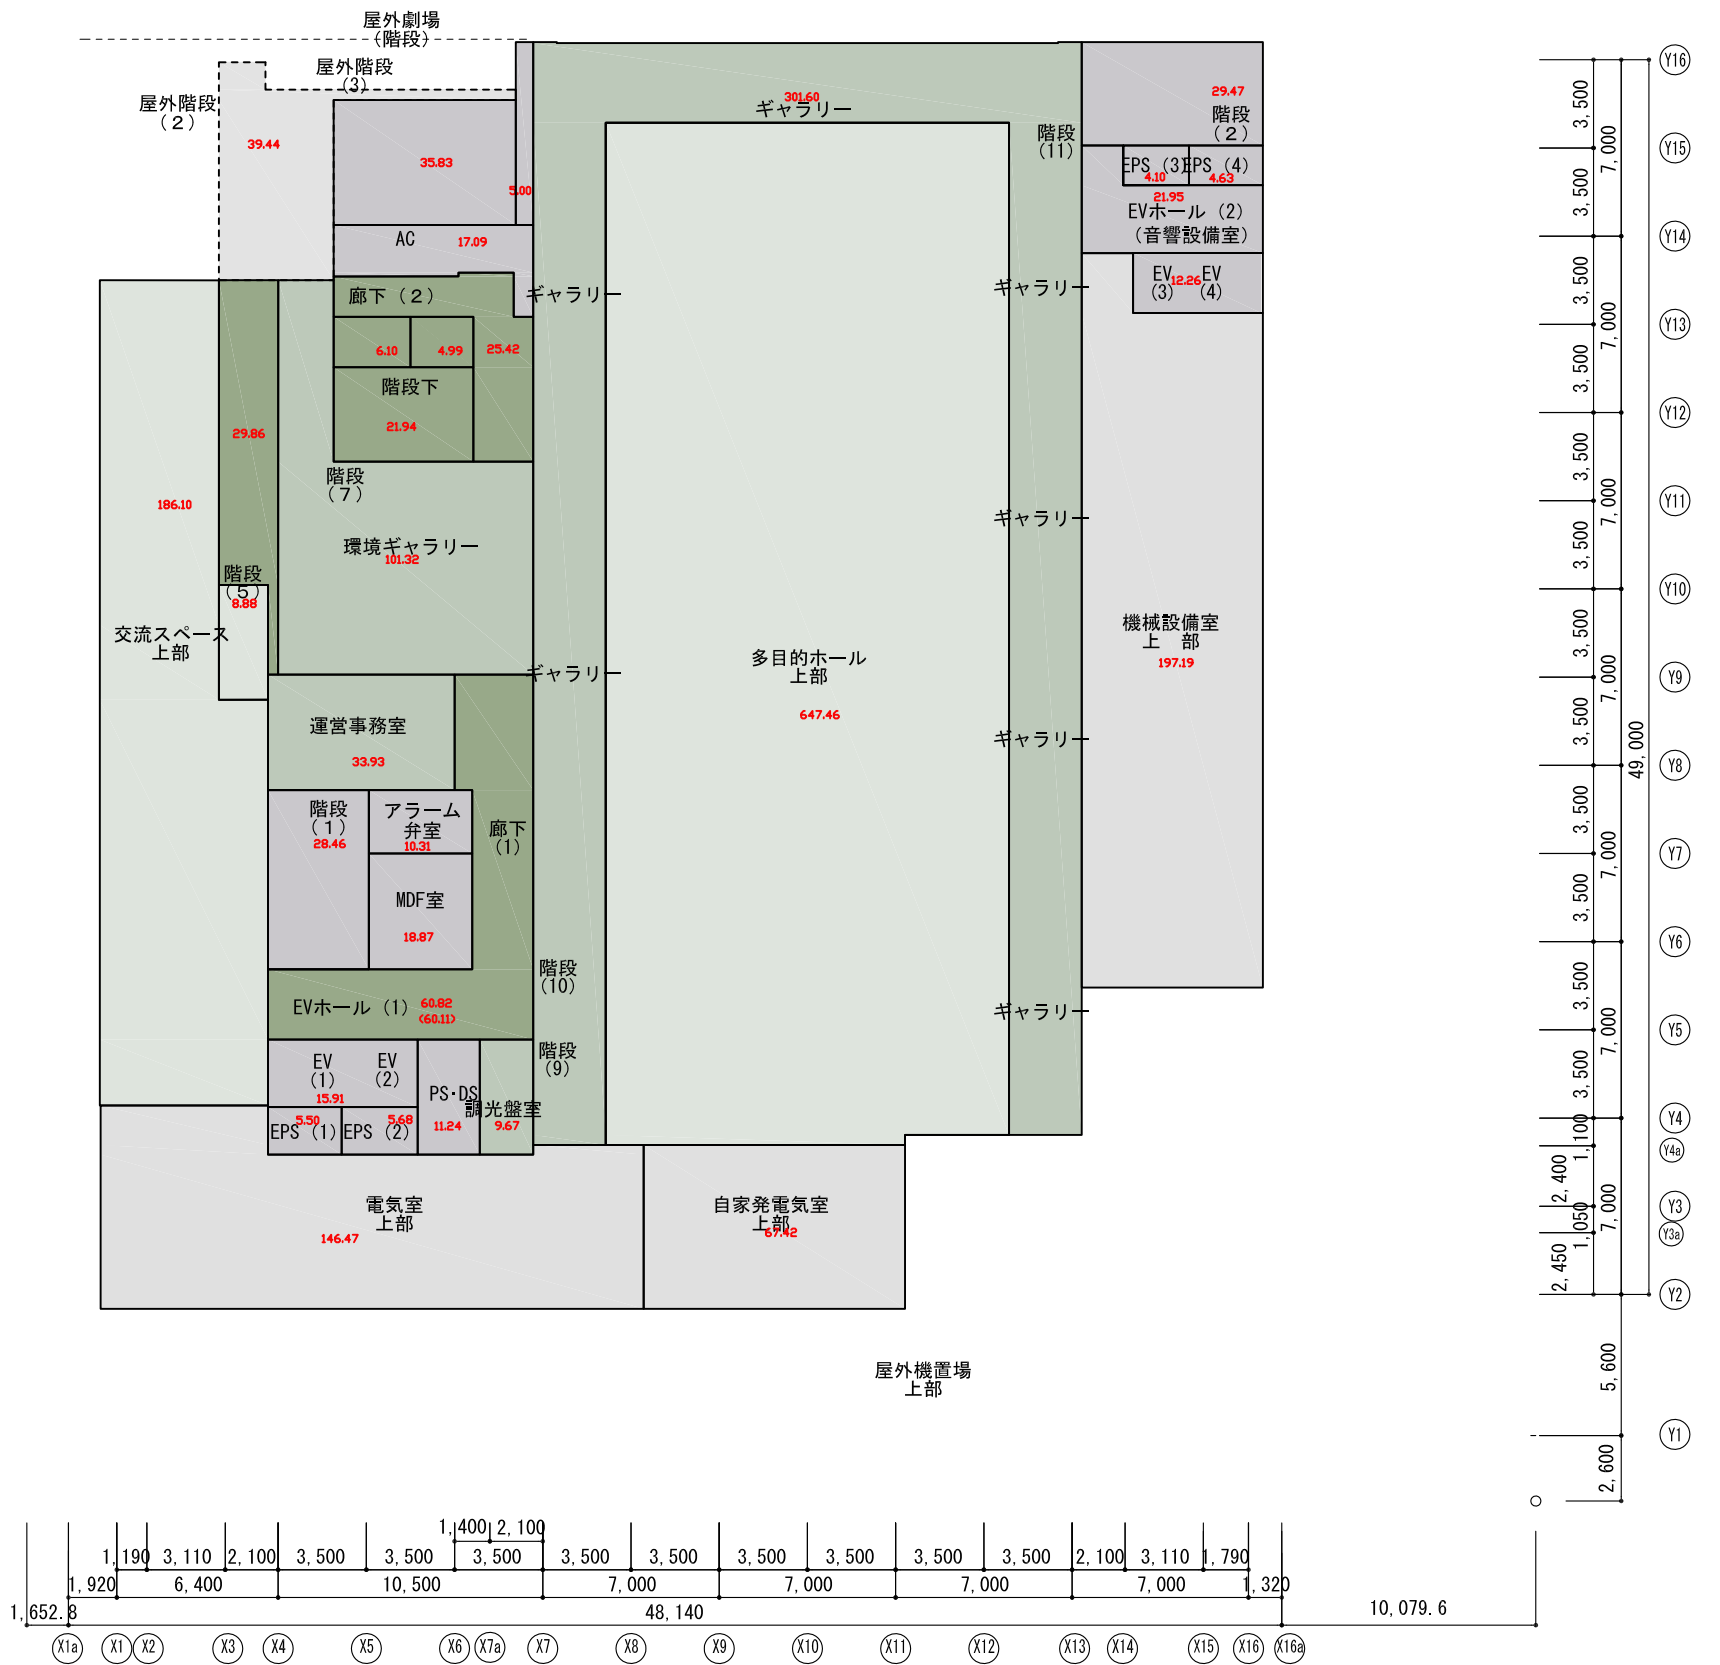 屋外劇場
（階段）
屋外階段
（3）
屋外階段
（２）
39.44
35.83
5.00
AC
17.09
301.60
ギャラリー
階段
(11)
29.47
階段
（２）
EPS（3）
4.10
EPS（4）
4.63
21.95
EVホール（2）
（音響設備室）
EV
(3)
12.26
EV
(4)
廊下（２）
ギャラリー
ギャラリー
6.10
4.99
25.42
階段下
21.94
29.86
階段
（７）
186.10
環境ギャラリー
101.32
ギャラリー
階段
（５）
8.88
交流スペース
上部
ギャラリー
多目的ホール
上部
647.46
機械設備室
上　部
197.19
運営事務室
33.93
ギャラリー
階段
（１）
28.46
アラーム
弁室
10.31
廊下
(1)
MDF室
18.87
階段
(10)
EVホール（1）
60.82
(60.11)
ギャラリー
EV
(1)
EV
(2)
15.91
階段
(9)
PS・DS
11.24
調光盤室
9.67
5.50
EPS（1）
5.68
EPS（2）
電気室
上部
146.47
自家発電気室
上部
67.42
屋外機置場
上部
3,500
3,500
3,500
3,500
3,500
3,500
3,500
3,500
3,500
3,500
3,500
3,500
1,100
2,400
1,050
2,450
7,000
7,000
7,000
7,000
7,000
7,000
7,000
49,000
5,600
2,600
Y16
Y15
Y14
Y13
Y12
Y11
Y10
Y9
Y8
Y7
Y6
Y5
Y4
Y4a
Y3
Y3a
Y2
Y1
1,400
2,100
1,190
3,110
2,100
3,500
3,500
3,500
3,500
3,500
3,500
3,500
3,500
3,500
2,100
3,110
1,790
1,920
6,400
10,500
7,000
7,000
7,000
7,000
1,320
1,652.8
48,140
10,079.6
X1a
X1
X2
X3
X4
X5
X6
X7a
X7
X8
X9
X10
X11
X12
X13
X14
X15
X16
X16a